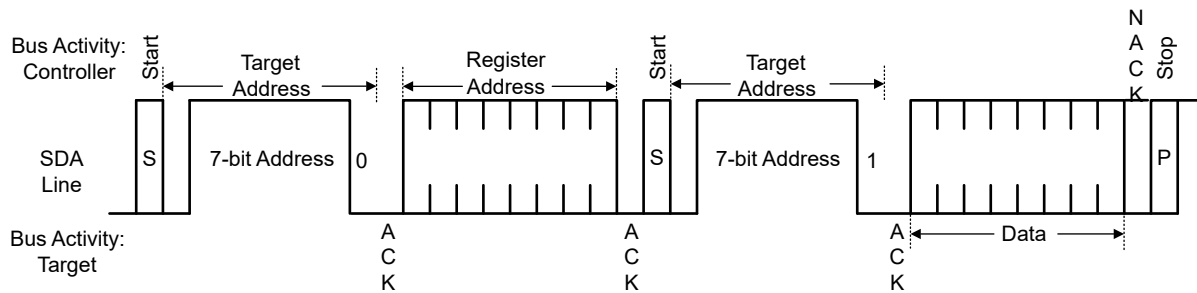 Bus Activity:
Controller
Start
Target
Address
Register
Address
Start
Target
Address
N
A
C
K
Stop
SDA
Line
S
7-bit Address
0
S
7-bit Address
1
P
Bus Activity:
Target
A
C
K
A
C
K
A
C
K
Data